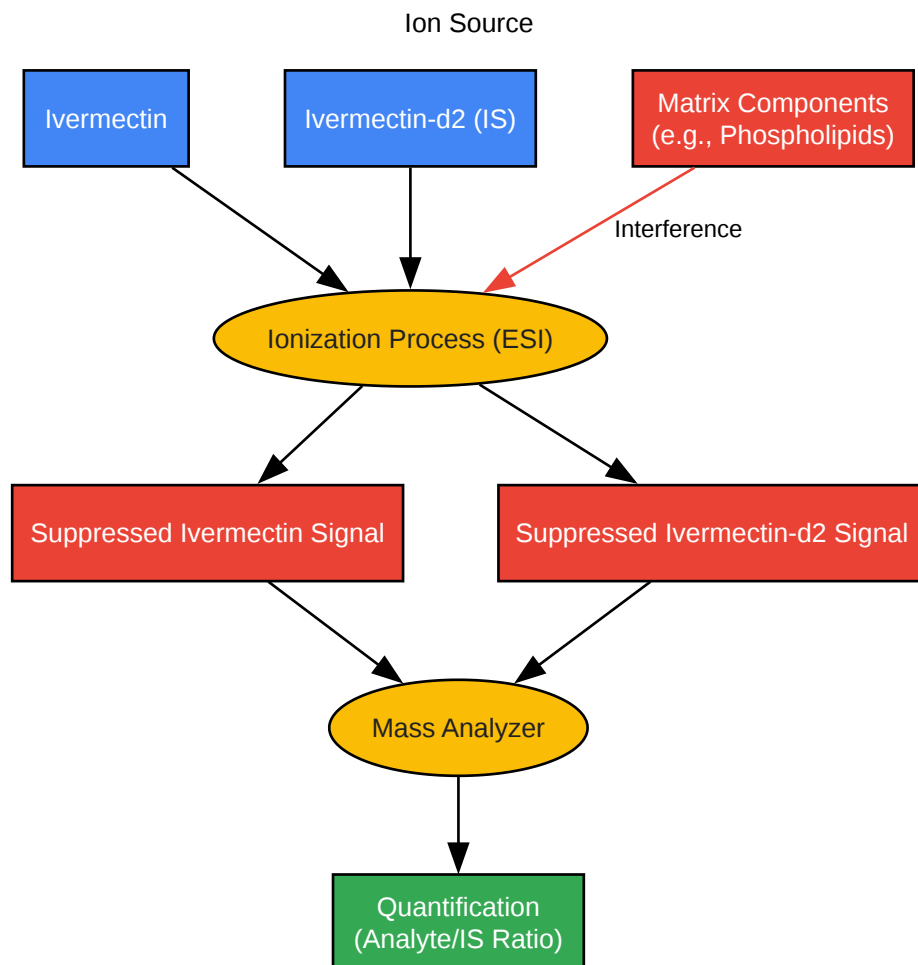 Ion Source
Ivermectin
Ivermectin-d2 (IS)
Matrix Components
(e.g., Phospholipids)
Interference
Ionization Process (ESI)
Suppressed Ivermectin Signal
Suppressed Ivermectin-d2 Signal
Mass Analyzer
Quantification
(Analyte/IS Ratio)